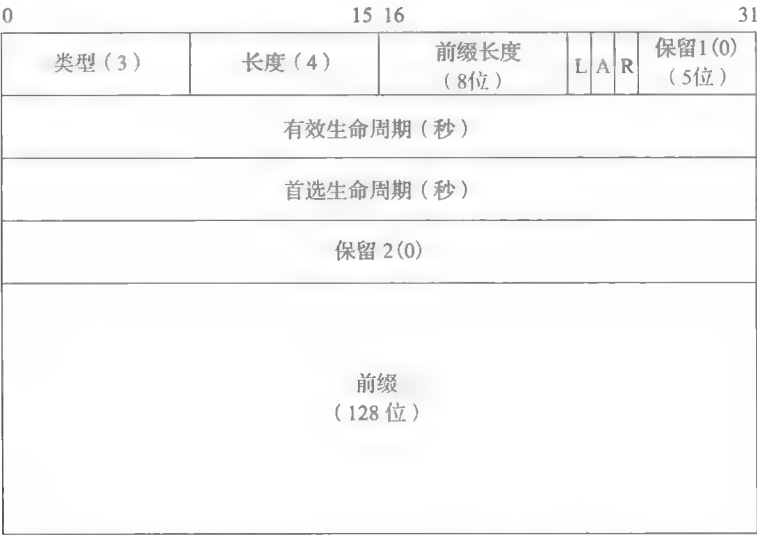 0 15 16 31
类型（3） 长度（4） 前缀长度 L A R 保留1(0)
（8位） （5位）
有效生命周期（秒）
首选生命周期（秒）
保留 2(0)
前缀
（128 位）